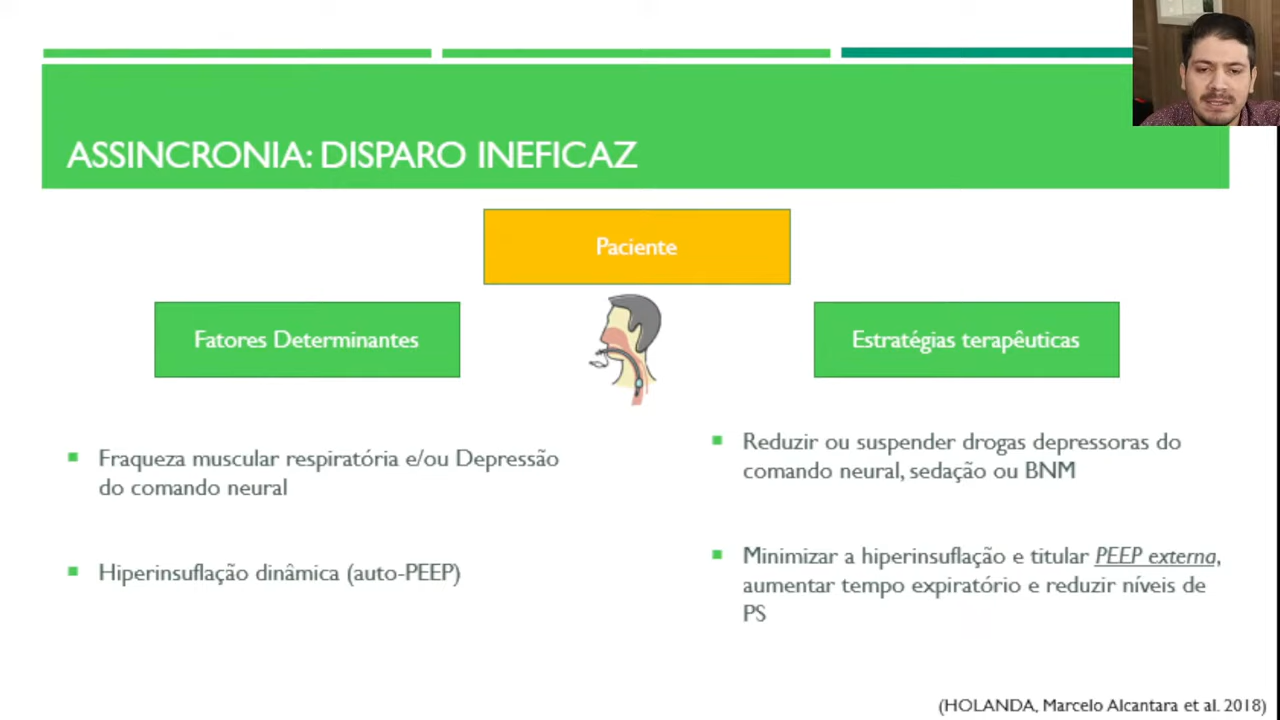 ASSINCRONIA: DISPARO INEFICAZ
Paciente
Fatores Determinantes
Estratégias terapêuticas
Fraqueza muscular respiratória e/ou Depressão
do comando neural
Hiperinsuflação dinâmica (auto-PEEP)
Reduzir ou suspender drogas depressoras do
comando neural, sedação ou BNM
Minimizar a hiperinsuflação e titular PEEP externa,
aumentar tempo expiratório e reduzir níveis de
PS
(HOLANDA, Marcelo Alcantara et al. 2018)